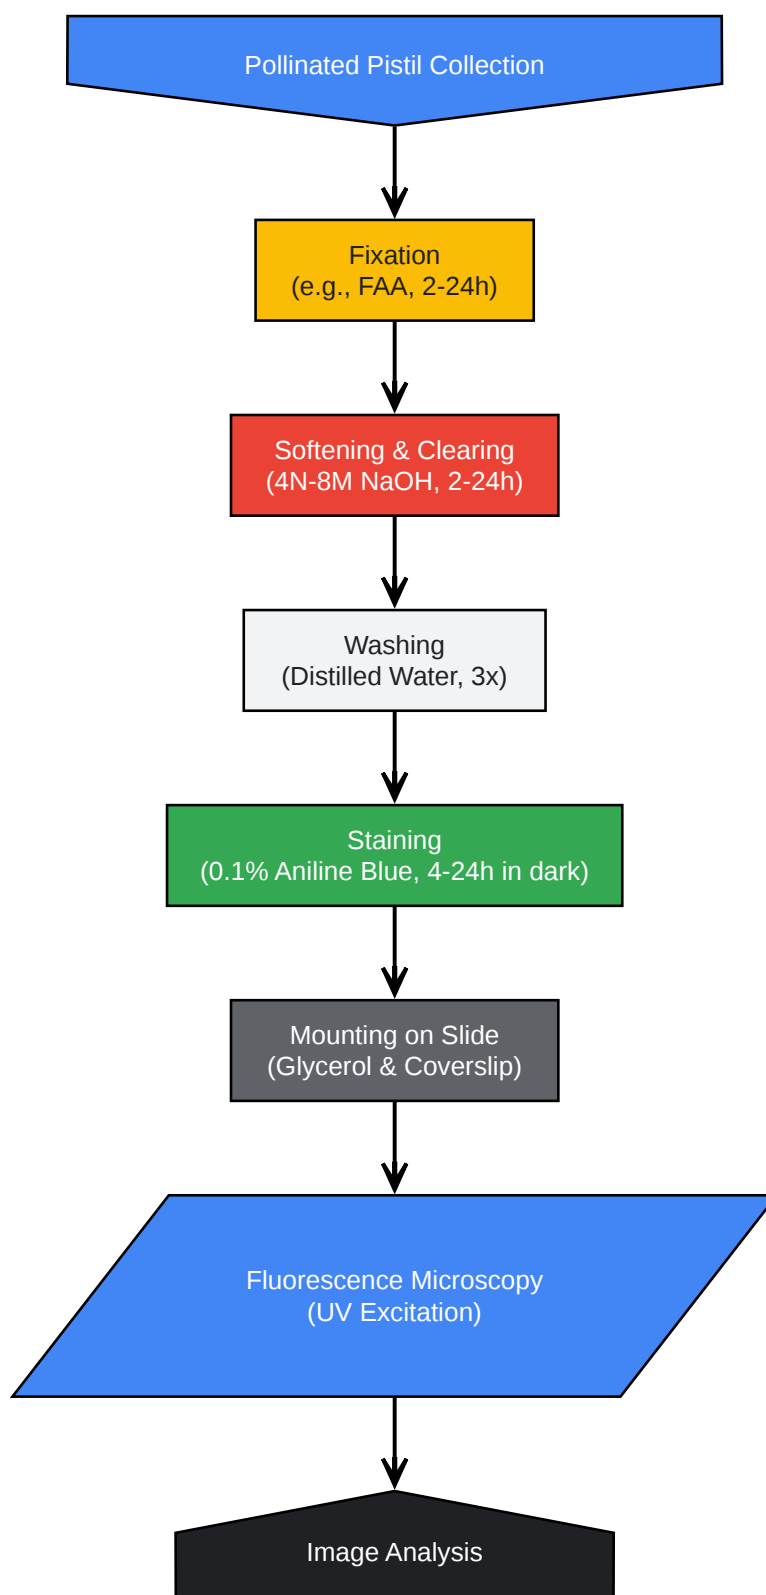 Pollinated Pistil Collection
Fixation
(e.g., FAA, 2-24h)
Softening & Clearing
(4N-8M NaOH, 2-24h)
Washing
(Distilled Water, 3x)
Staining
(0.1% Aniline Blue, 4-24h in dark)
Mounting on Slide
(Glycerol & Coverslip)
Fluorescence Microscopy
(UV Excitation)
Image Analysis